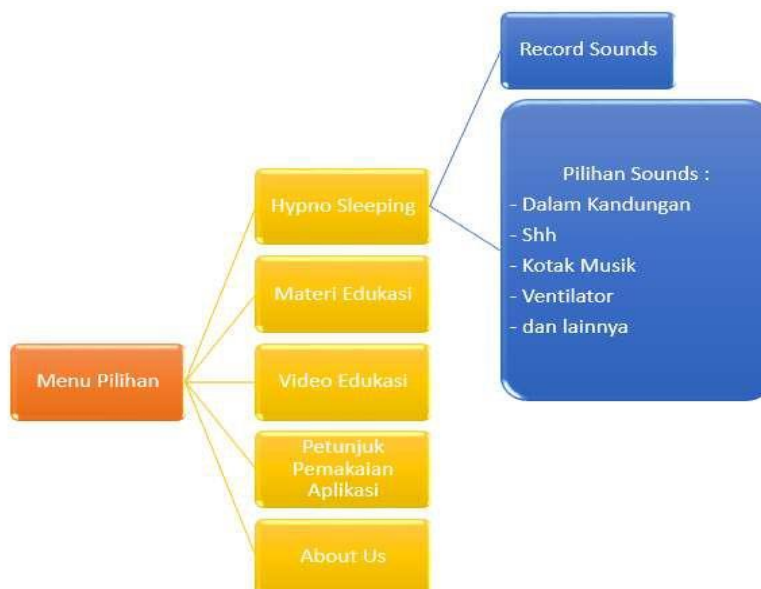 Record Sounds
Pilihan Sounds :
- Dalam Kandungan
- Shh
- Kotak Musik
- Ventilator
- dan lainnya
Hypno Sleeping
Materi Edukasi
Menu Pilihan
Video Edukasi
Petunjuk
Pemakaian
Aplikasi
About Us